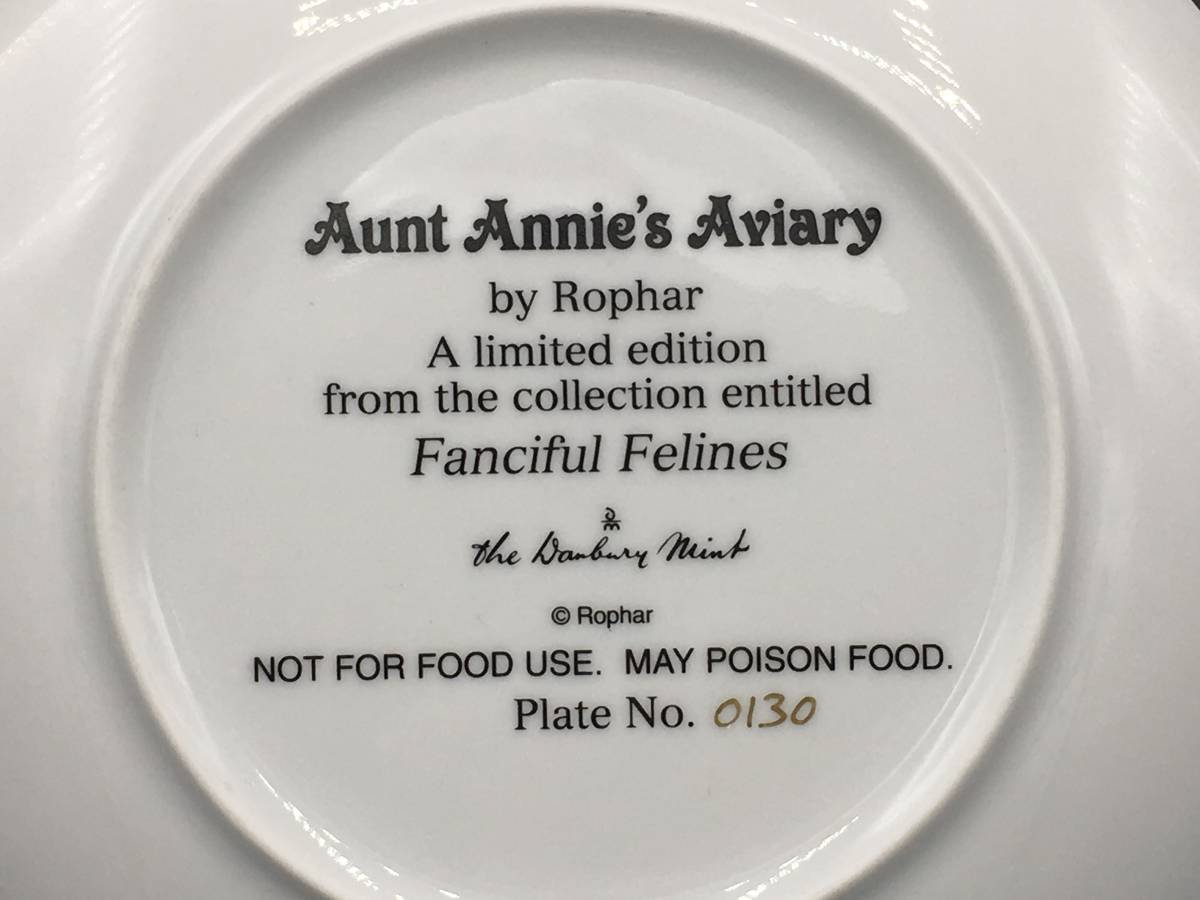 Aunt Annie's Aviary
by Rophar
A limited edition
from the collection entitled
Fanciful Felines
DM
the Danbury Mint
© Rophar
NOT FOR FOOD USE. MAY POISON FOOD.
Plate No. 0130